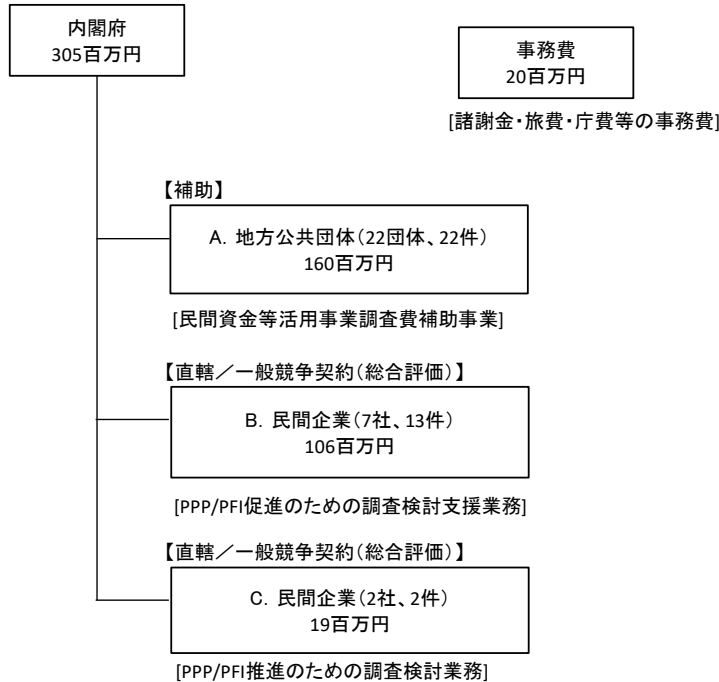 内閣府
305百万円
事務費
20百万円
[諸謝金・旅費・庁費等の事務費]
【補助】
A. 地方公共団体(22団体、22件)
160百万円
[民間資金等活用事業調査費補助事業]
【直轄／一般競争契約(総合評価)】
B. 民間企業(7社、13件)
106百万円
[PPP/PFI促進のための調査検討支援業務]
【直轄／一般競争契約(総合評価)】
C. 民間企業(2社、2件)
19百万円
[PPP/PFI推進のための調査検討業務]